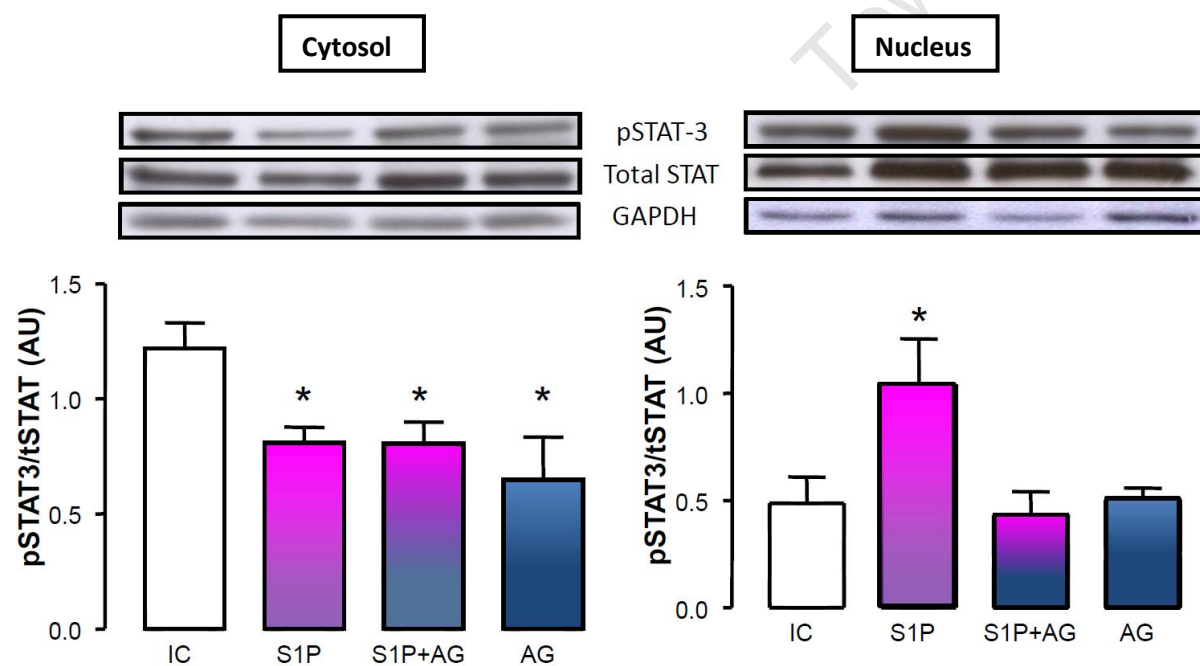 Cytosol
Nucleus
pSTAT-3
Total STAT
GAPDH
pSTAT3/tSTAT (AU)
1.5
1.0
0.5
0.0
*
*
*
IC
S1P
S1P+AG
AG
pSTAT3/tSTAT (AU)
1.5
1.0
0.5
0.0
*
IC
S1P
S1P+AG
AG